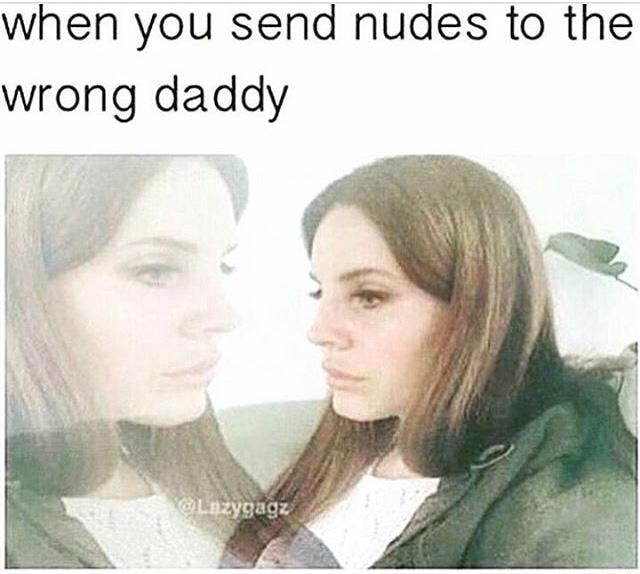 when you send nudes to the
wrong daddy
@Lazygagz